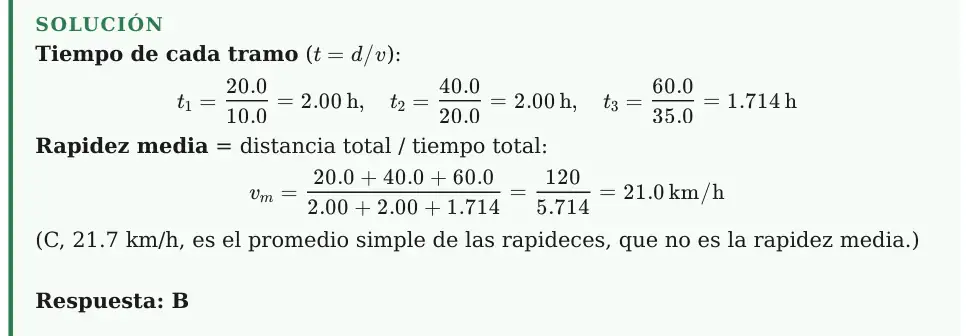 SOLUCIÓN
Tiempo de cada tramo (t = d/v):
t₁ = 20.0/10.0 = 2.00 h, t₂ = 40.0/20.0 = 2.00 h, t₃ = 60.0/35.0 = 1.714 h
Rapidez media = distancia total / tiempo total:
vₘ = (20.0 + 40.0 + 60.0)/(2.00 + 2.00 + 1.714) = 120/5.714 = 21.0 km/h
(C, 21.7 km/h, es el promedio simple de las rapideces, que no es la rapidez media.)
Respuesta: B